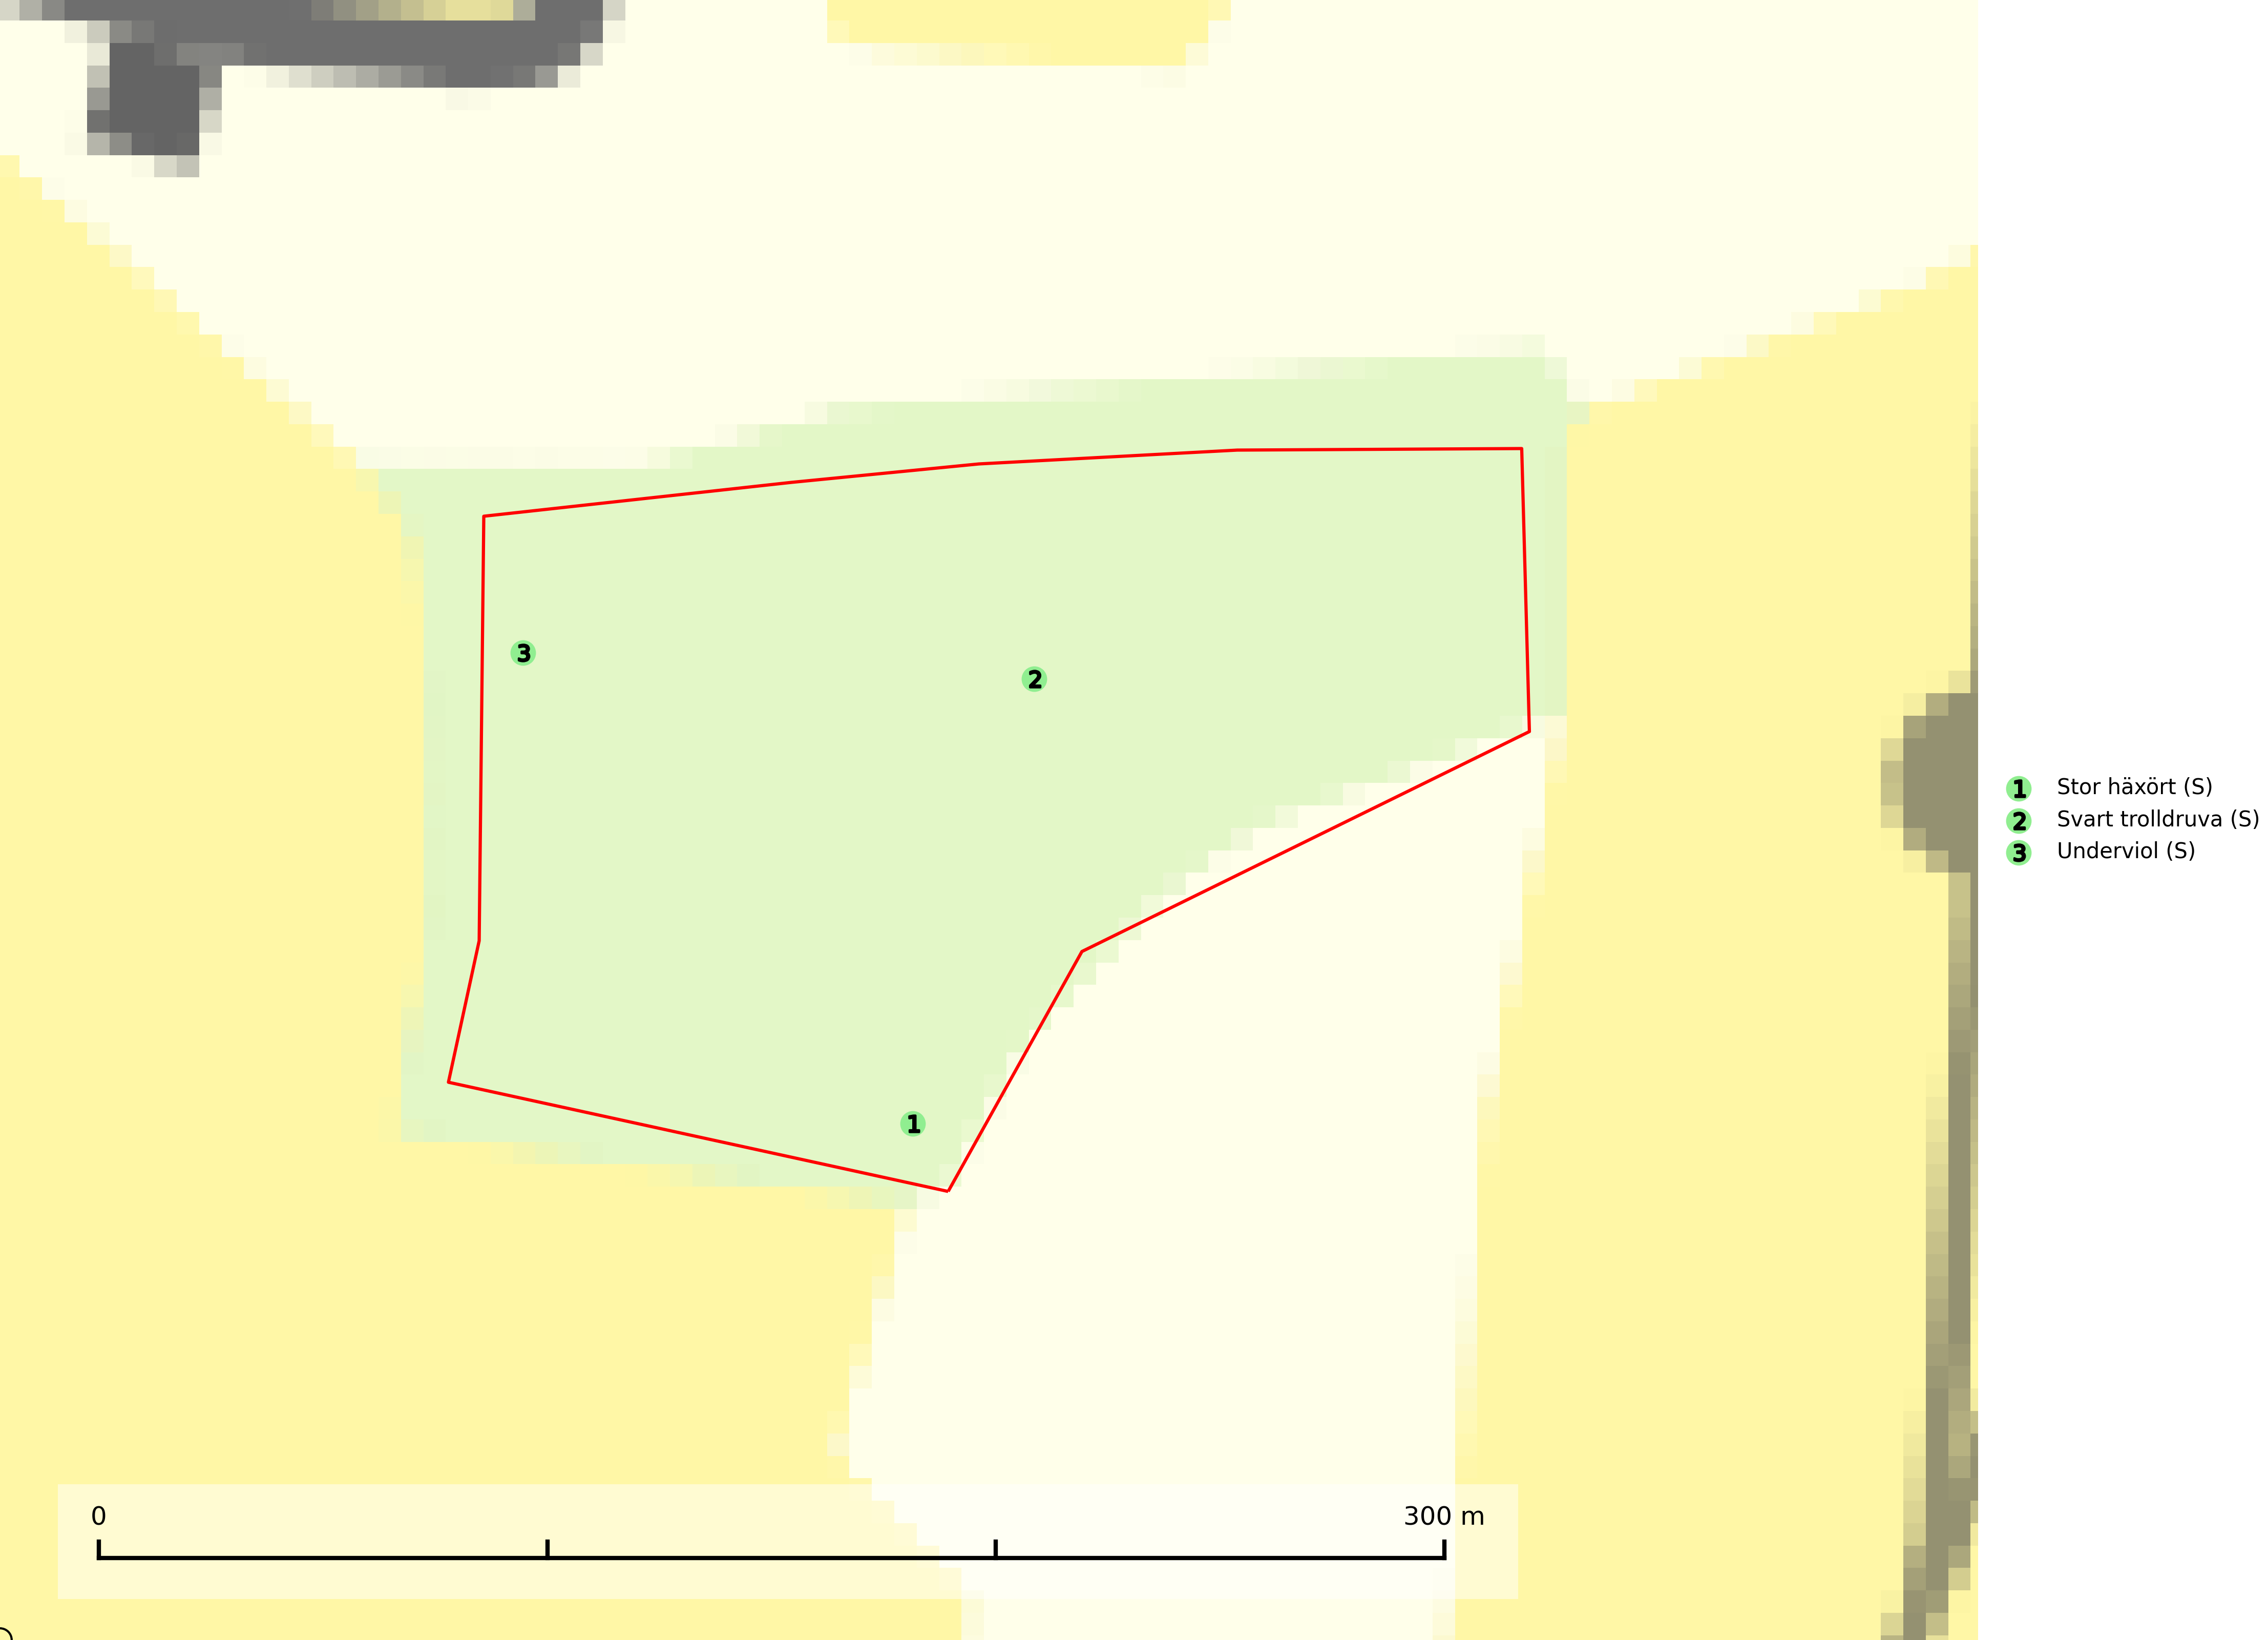 3
2
1
1 Stor häxört (S)
2 Svart trolldruva (S)
3 Underviol (S)
0 300 m